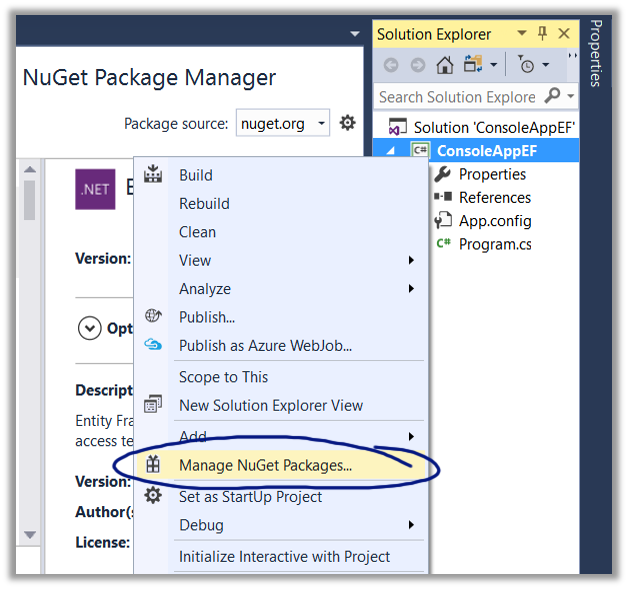 Solution Explorer
Properties
NuGet Package Manager
Package source: nuget.org
Search Solution Explore
Solution 'ConsoleAppEF'
C# ConsoleAppEF
Properties
References
App.config
C# Program.cs
.NET
Version:
Opt
Descript
Entity Fra
access te
Version:
Author(s
License:
Build
Rebuild
Clean
View
Analyze
Publish...
Publish as Azure WebJob...
Scope to This
New Solution Explorer View
Add
Manage NuGet Packages...
Set as StartUp Project
Debug
Initialize Interactive with Project